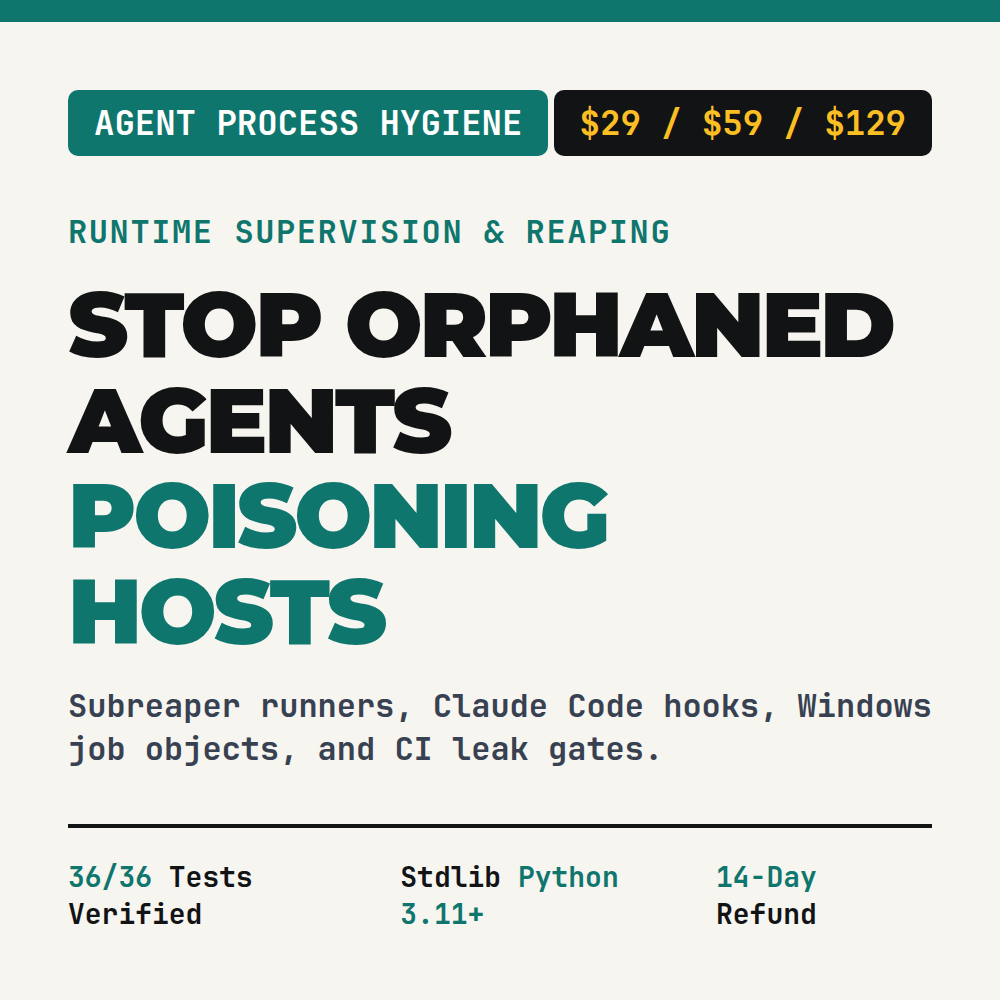 AGENT PROCESS HYGIENE
$29 / $59 / $129
RUNTIME SUPERVISION & REAPING
STOP ORPHANED
AGENTS
POISONING
HOSTS
Subreaper runners, Claude Code hooks, Windows
job objects, and CI leak gates.
36/36 Tests
Verified
Stdlib Python
3.11+
14-Day
Refund